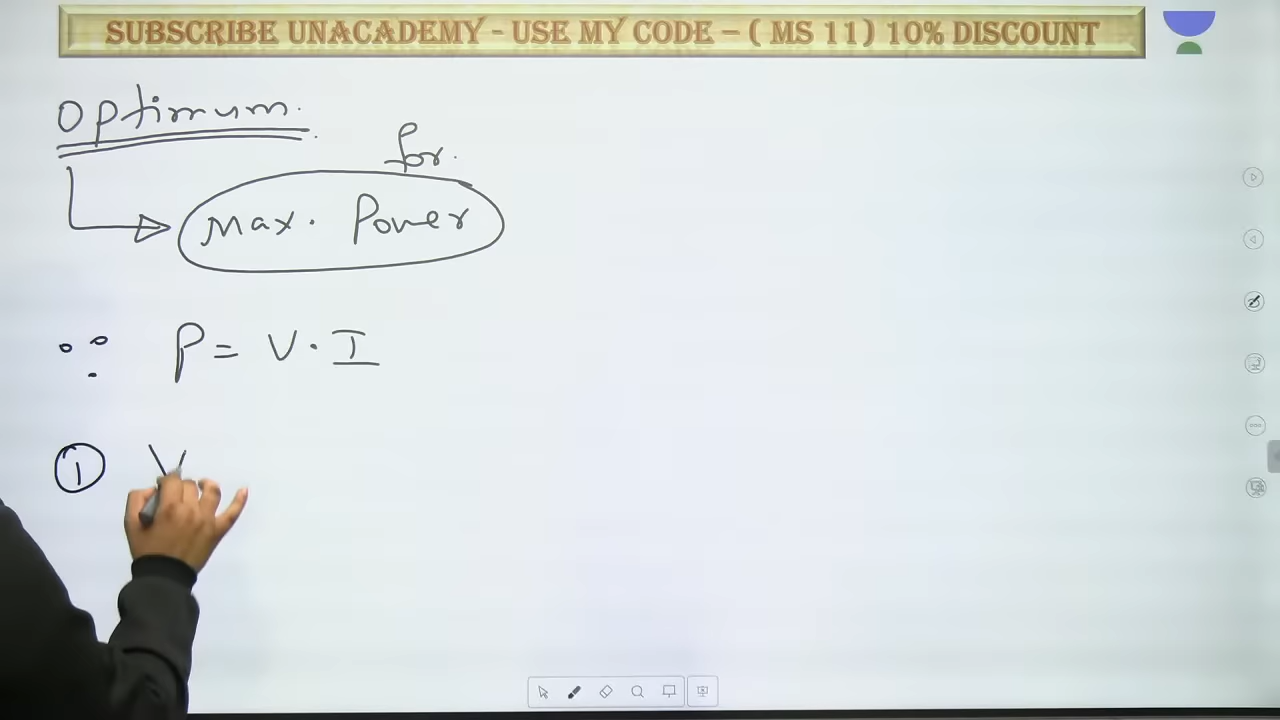 SUBSCRIBE UNACADEMY - USE MY CODE – ( MS 11) 10% DISCOUNT
Optimum.
for.
Max. Power
∵ P = V. I
① V